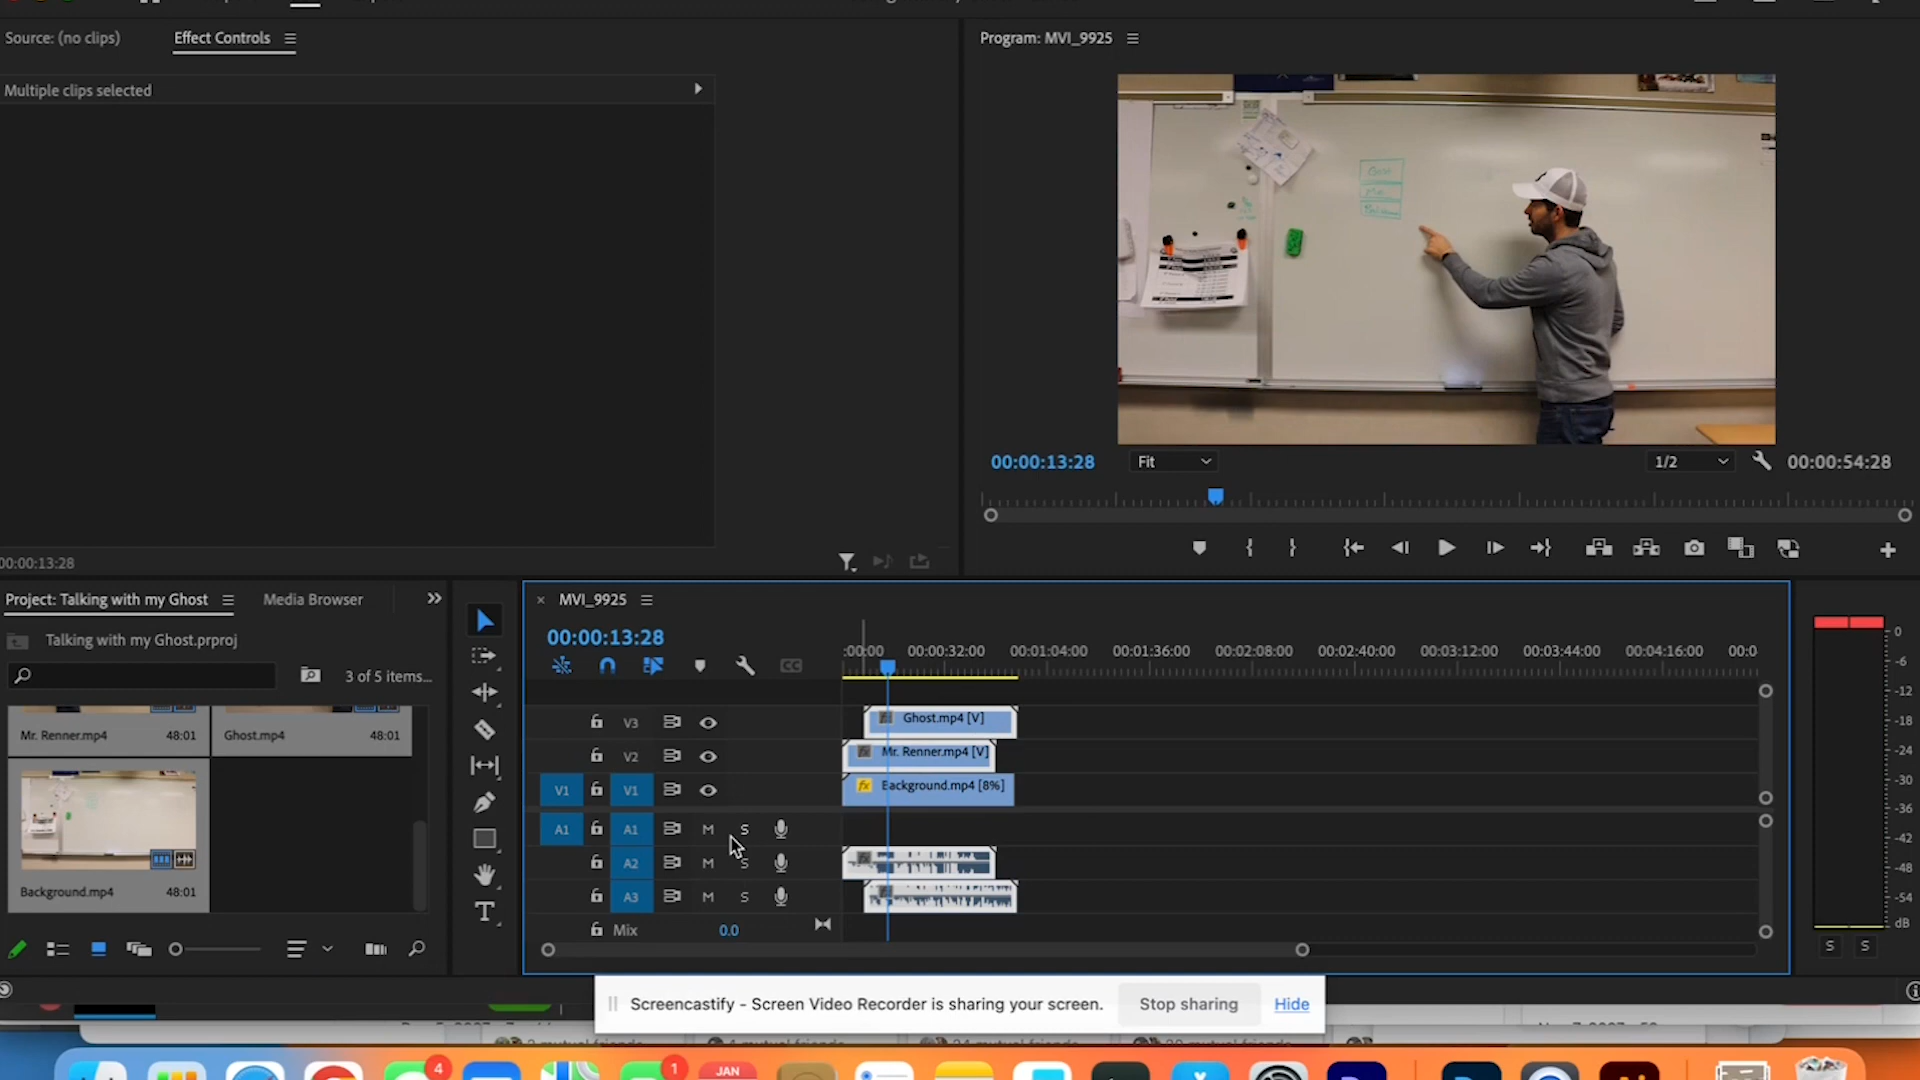 Source: (no clips)
Effect Controls
Program: MVI_9925
Multiple clips selected
00:00:13:28
Fit
1/2
00:00:54:28
00:00:13:28
Project: Talking with my Ghost
Media Browser
Talking with my Ghost.prproj
3 of 5 items...
Mr. Renner.mp4
48:01
Ghost.mp4
48:01
Background.mp4
48:01
MVI_9925
00:00:13:28
:00:00
00:00:32:00
00:01:04:00
00:01:36:00
00:02:08:00
00:02:40:00
00:03:12:00
00:03:44:00
00:04:16:00
00:0
CC
V3
Ghost.mp4 [V]
V2
Mr. Renner.mp4 [V]
V1
V1
fx
Background.mp4 [8%]
A1
A1
M
S
A2
M
S
A3
M
S
Mix
0.0
0
-6
-12
-18
-24
-30
-36
-42
-48
-54
dB
S
S
Screencastify - Screen Video Recorder is sharing your screen.
Stop sharing
Hide
4
1
JAN